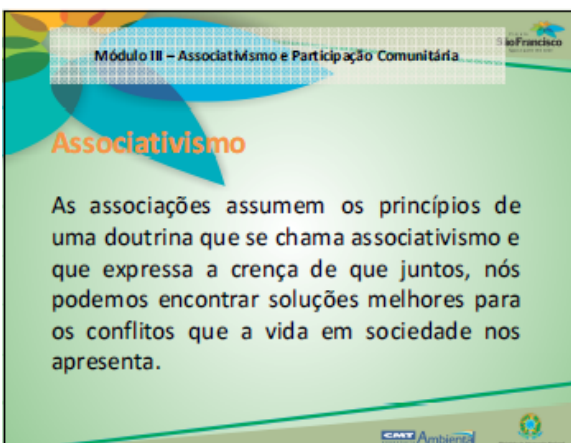 Módulo III – Associativismo e Participação Comunitária
São Francisco
Associativismo
As associações assumem os princípios de
uma doutrina que se chama associativismo e
que expressa a crença de que juntos, nós
podemos encontrar soluções melhores para
os conflitos que a vida em sociedade nos
apresenta.
CMT Ambiental